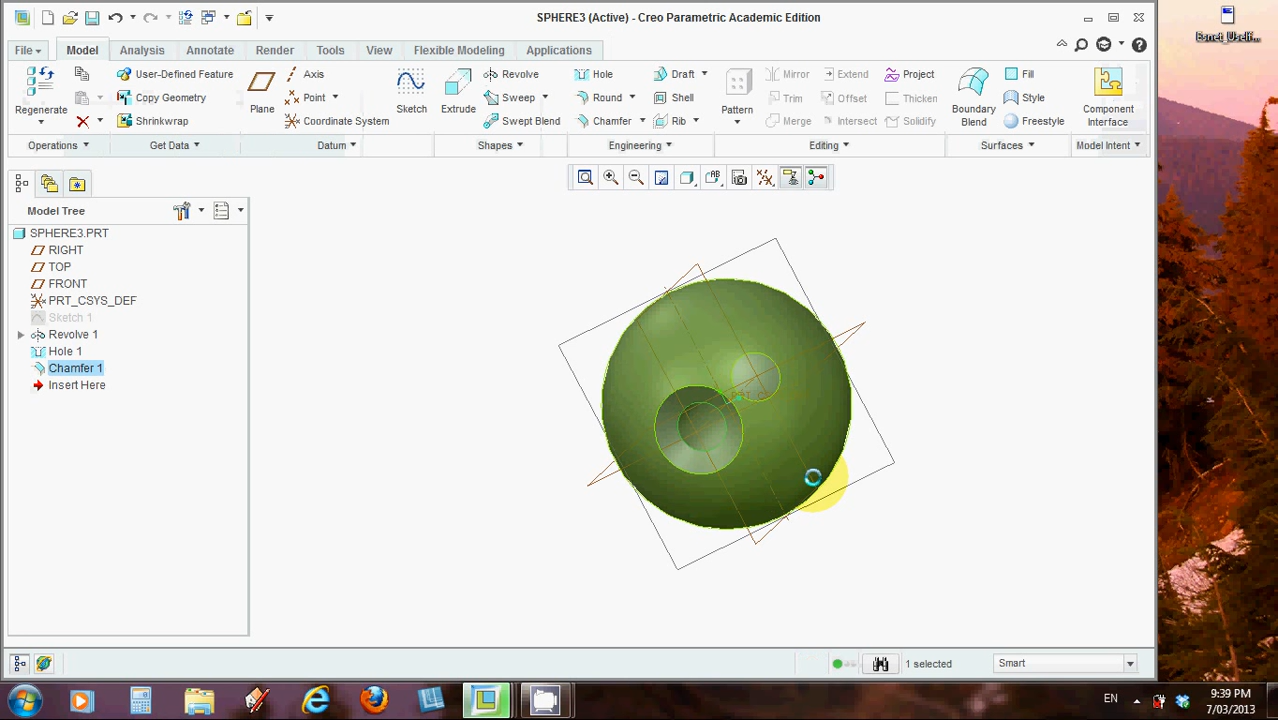 SPHERE3 (Active) - Creo Parametric Academic Edition
File Model Analysis Annotate Render Tools View Flexible Modeling Applications
User-Defined Feature Axis Revolve Hole Draft Mirror Extend Project Fill
Copy Geometry Point Sweep Round Shell Trim Offset Thicken Style
Regenerate Plane Sketch Extrude Pattern Boundary Blend Component Interface
Shrinkwrap Coordinate System Swept Blend Chamfer Rib Merge Intersect Solidify Freestyle
Operations Get Data Datum Shapes Engineering Editing Surfaces Model Intent
Model Tree
SPHERE3.PRT
RIGHT
TOP
FRONT
PRT_CSYS_DEF
Sketch 1
Revolve 1
Hole 1
Chamfer 1
Insert Here
1 selected Smart
EN
9:39 PM
7/03/2013